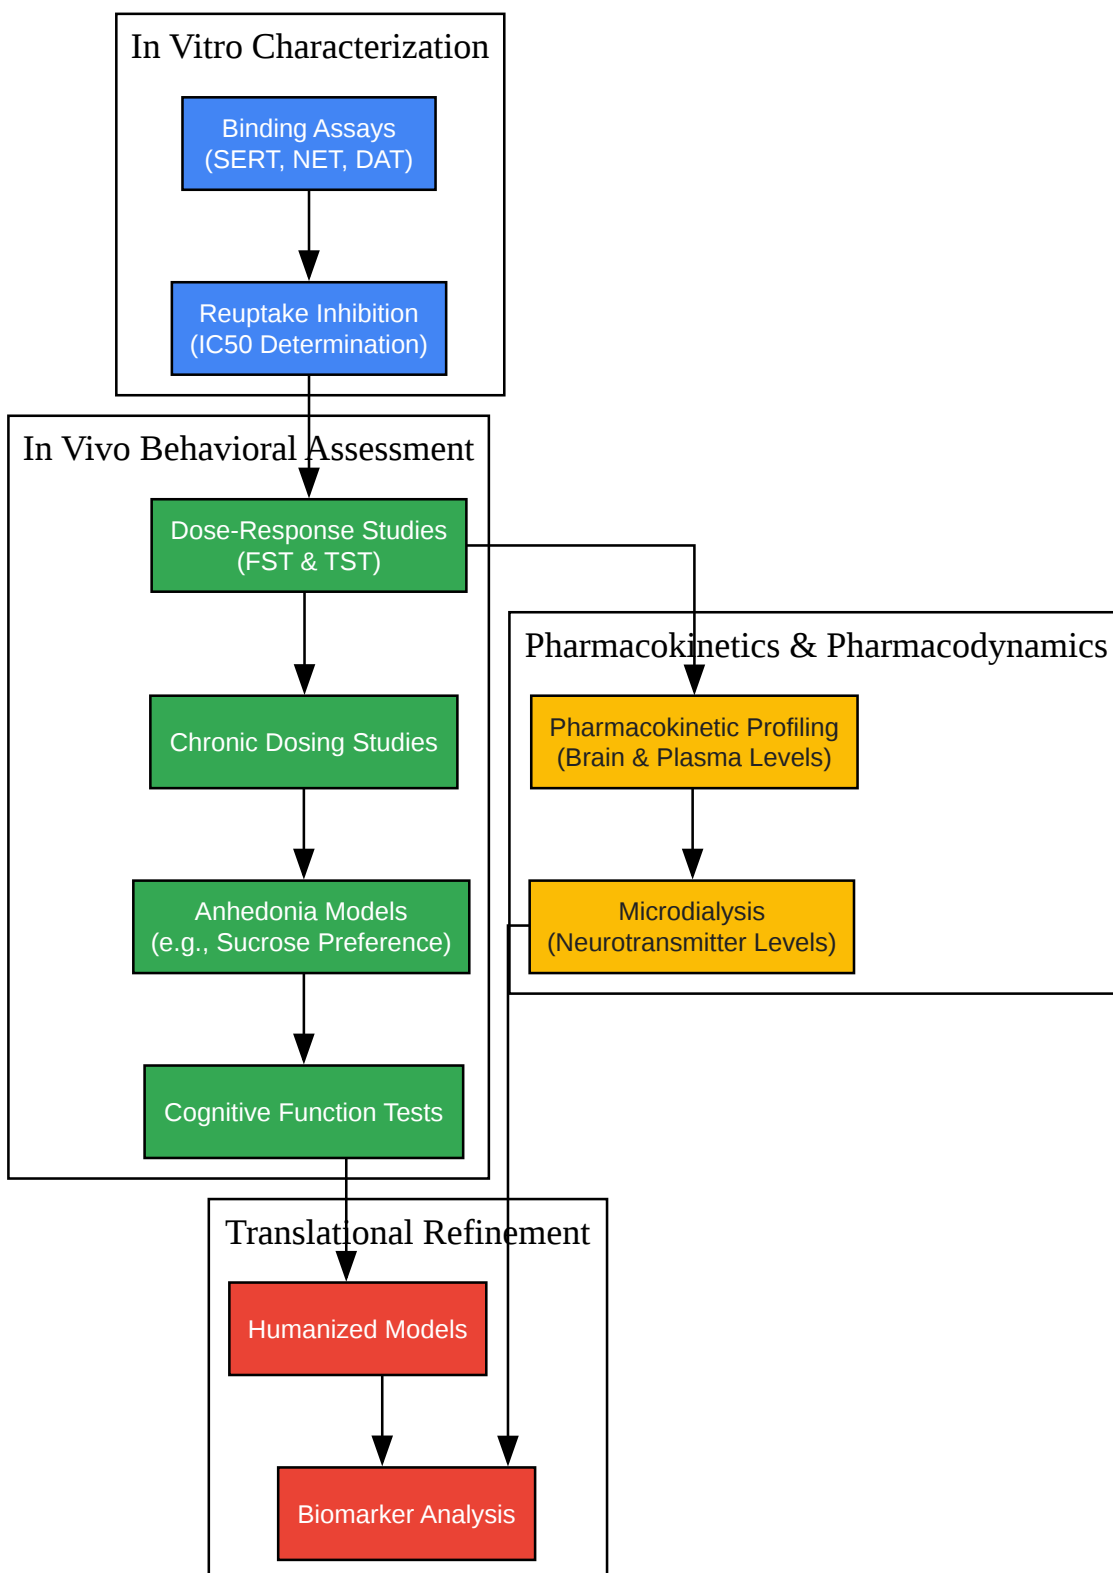 In Vitro Characterization
Binding Assays
(SERT, NET, DAT)
Reuptake Inhibition
(IC50 Determination)
In Vivo Behavioral Assessment
Dose-Response Studies
(FST & TST)
Chronic Dosing Studies
Anhedonia Models
(e.g., Sucrose Preference)
Cognitive Function Tests
Pharmacokinetics & Pharmacodynamics
Pharmacokinetic Profiling
(Brain & Plasma Levels)
Microdialysis
(Neurotransmitter Levels)
Translational Refinement
Humanized Models
Biomarker Analysis